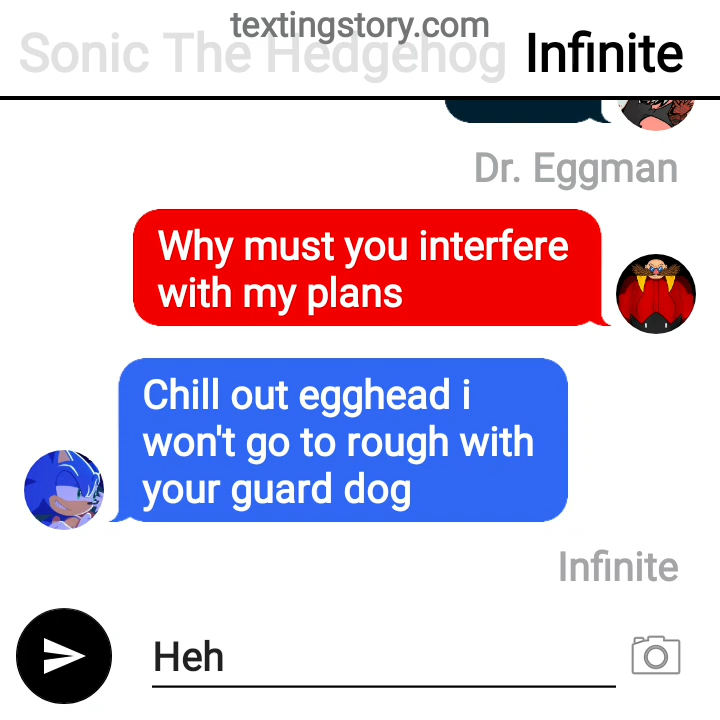 textingstory.com
Sonic The Hedgehog Infinite
Dr. Eggman
Why must you interfere
with my plans
Chill out egghead i
won't go to rough with
your guard dog
Infinite
Heh